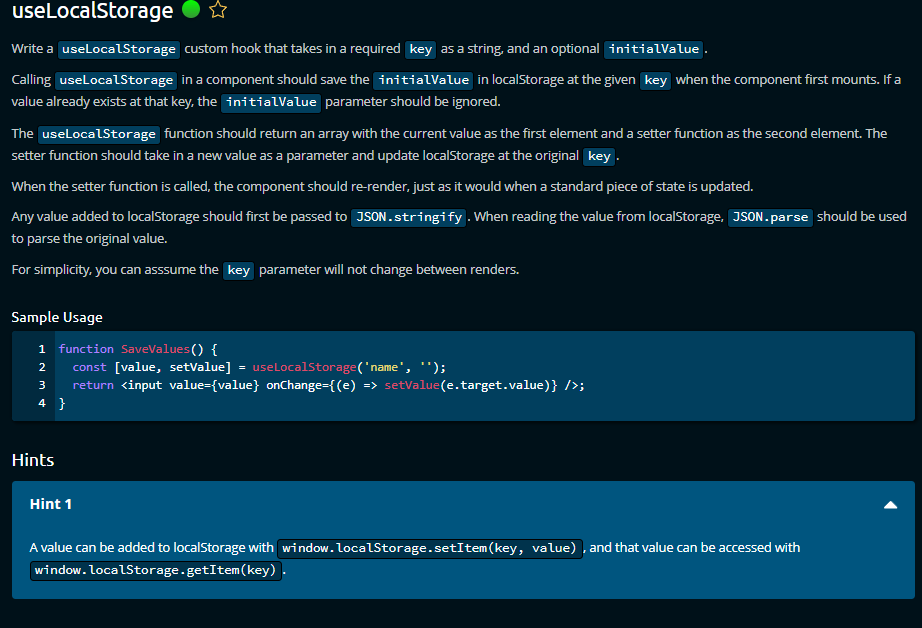 useLocalStorage
Write a useLocalStorage custom hook that takes in a required key as a string, and an optional initialValue.
Calling useLocalStorage in a component should save the initialValue in localStorage at the given key when the component first mounts. If a
value already exists at that key, the initialValue parameter should be ignored.
The useLocalStorage function should return an array with the current value as the first element and a setter function as the second element. The
setter function should take in a new value as a parameter and update localStorage at the original key.
When the setter function is called, the component should re-render, just as it would when a standard piece of state is updated.
Any value added to localStorage should first be passed to JSON.stringify. When reading the value from localStorage, JSON.parse should be used
to parse the original value.
For simplicity, you can asssume the key parameter will not change between renders.
Sample Usage
1 function SaveValues() {
2 const [value, setValue] = useLocalStorage('name', '');
3 return <input value={value} onChange={(e) => setValue(e.target.value)} />;
4 }
Hints
Hint 1
A value can be added to localStorage with window.localStorage.setItem(key, value), and that value can be accessed with
window.localStorage.getItem(key).